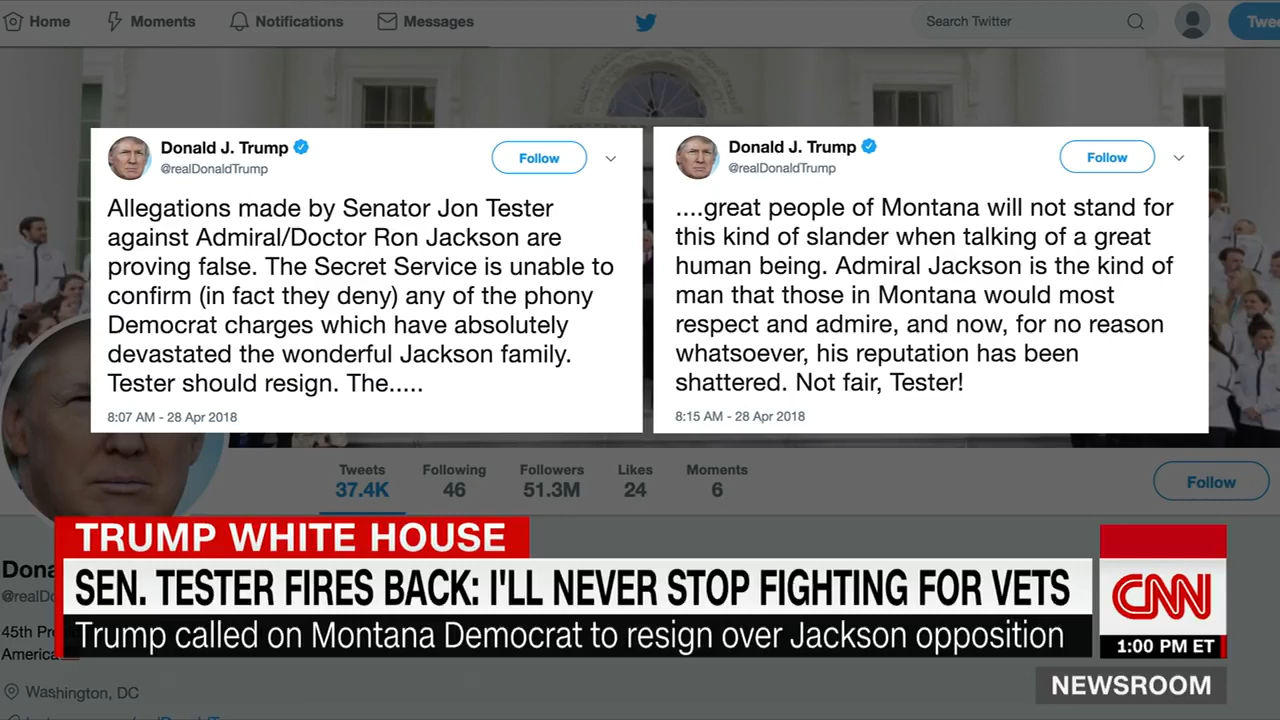 Home Moments Notifications Messages Search Twitter
Donald J. Trump
@realDonaldTrump
Follow
Allegations made by Senator Jon Tester
against Admiral/Doctor Ron Jackson are
proving false. The Secret Service is unable to
confirm (in fact they deny) any of the phony
Democrat charges which have absolutely
devastated the wonderful Jackson family.
Tester should resign. The.....
8:07 AM - 28 Apr 2018
Donald J. Trump
@realDonaldTrump
Follow
....great people of Montana will not stand for
this kind of slander when talking of a great
human being. Admiral Jackson is the kind of
man that those in Montana would most
respect and admire, and now, for no reason
whatsoever, his reputation has been
shattered. Not fair, Tester!
8:15 AM - 28 Apr 2018
Tweets Following Followers Likes Moments
37.4K 46 51.3M 24 6
Follow
TRUMP WHITE HOUSE
SEN. TESTER FIRES BACK: I'LL NEVER STOP FIGHTING FOR VETS
Trump called on Montana Democrat to resign over Jackson opposition
CNN
1:00 PM ET
NEWSROOM
45th
Washington, DC